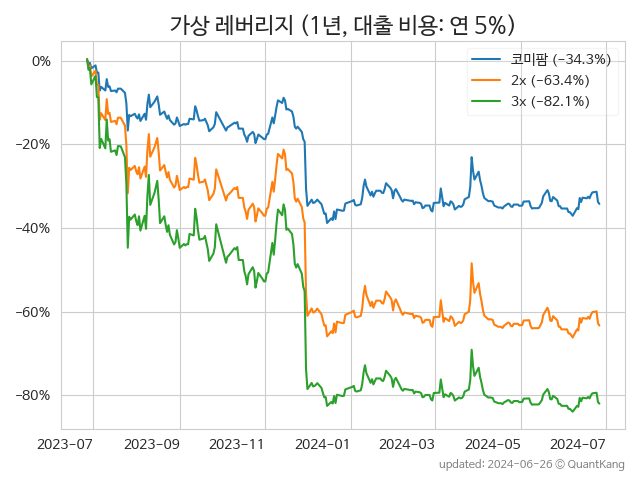 가상 레버리지 (1년, 대출 비용: 연 5%)
코미팜 (−34.3%)
2x (−63.4%)
3x (−82.1%)
0%
−20%
−40%
−60%
−80%
2023-07
2023-09
2023-11
2024-01
2024-03
2024-05
2024-07
updated: 2024-06-26 ⓒ QuantKang